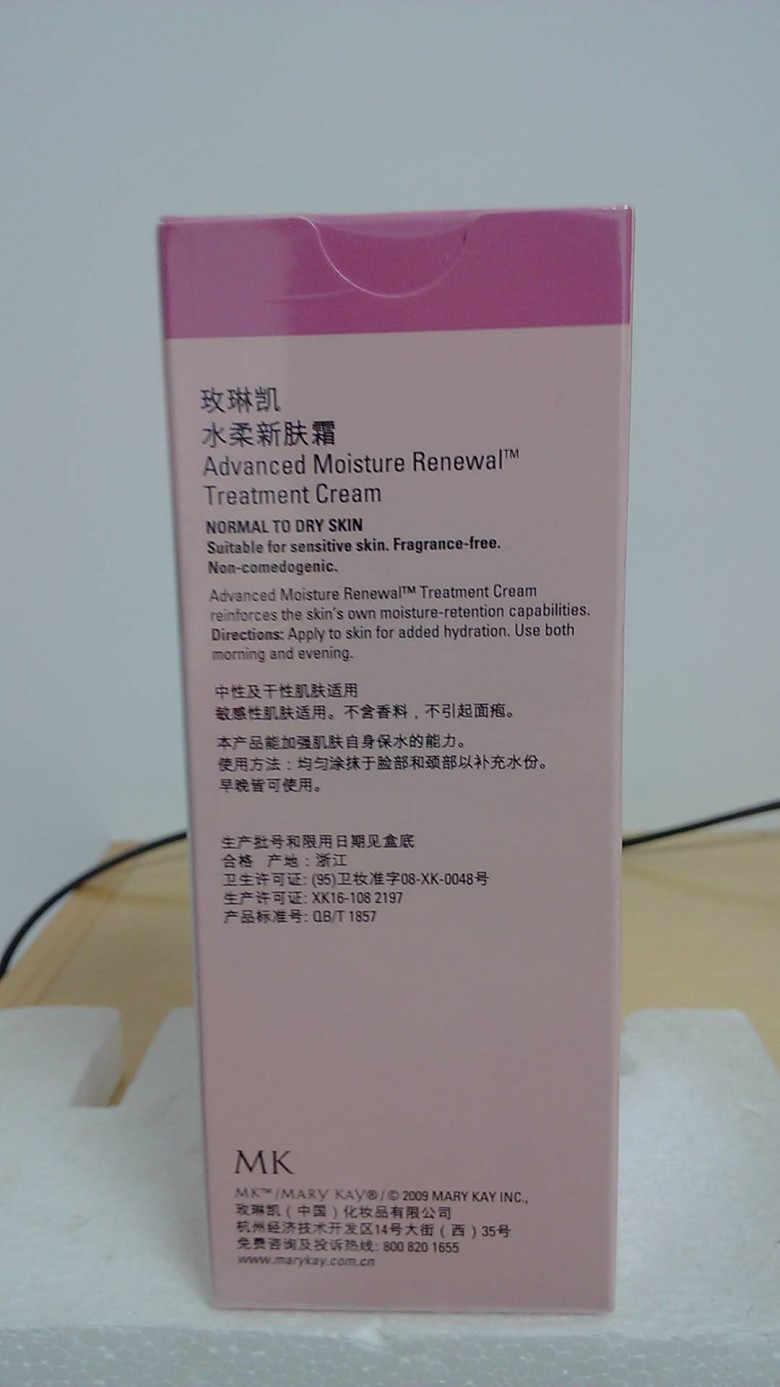 玫琳凯
水柔新肤霜
Advanced Moisture Renewal™
Treatment Cream
NORMAL TO DRY SKIN
Suitable for sensitive skin. Fragrance-free.
Non-comedogenic.
Advanced Moisture Renewal™ Treatment Cream
reinforces the skin's own moisture-retention capabilities.
Directions: Apply to skin for added hydration. Use both
morning and evening.
中性及干性肌肤适用
敏感性肌肤适用。不含香料，不引起面疱。
本产品能加强肌肤自身保水的能力。
使用方法：均匀涂抹于脸部和颈部以补充水份。
早晚皆可使用。
生产批号和限用日期见盒底
合格 产地：浙江
卫生许可证: (95)卫妆准字08-XK-0048号
生产许可证: XK16-108 2197
产品标准号: QB/T 1857
MK
MK™/MARY KAY®/© 2009 MARY KAY INC.,
玫琳凯（中国）化妆品有限公司
杭州经济技术开发区14号大街（西）35号
免费咨询及投诉热线: 800 820 1655
www.marykay.com.cn